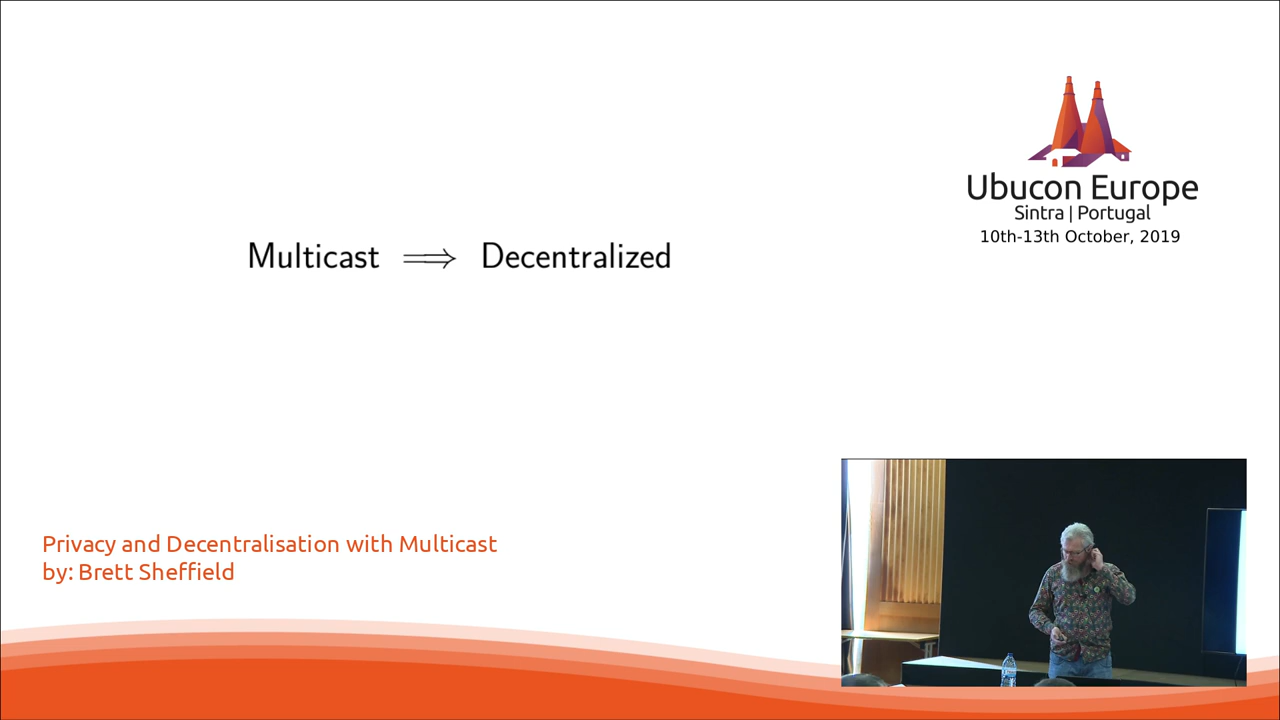 Ubucon Europe
Sintra | Portugal
10th-13th October, 2019
Multicast ⟹ Decentralized
Privacy and Decentralisation with Multicast
by: Brett Sheffield